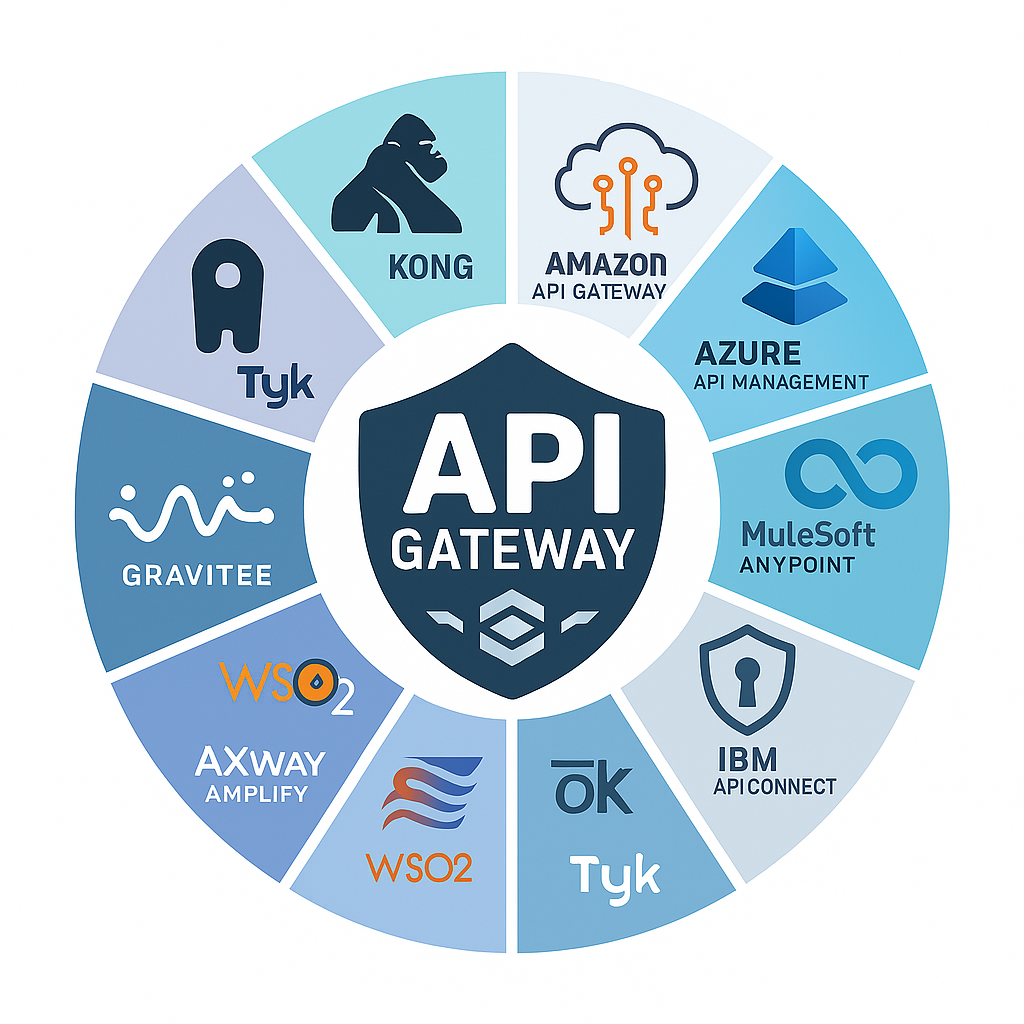 KONG
AMAZON
API GATEWAY
AZURE
API MANAGEMENT
MuleSoft
ANYPOINT
IBM
API CONNECT
ōk
Tyk
WSO2
WSO2
AXWAY
AMPLIFY
GRAVITEE
Tyk
API
GATEWAY